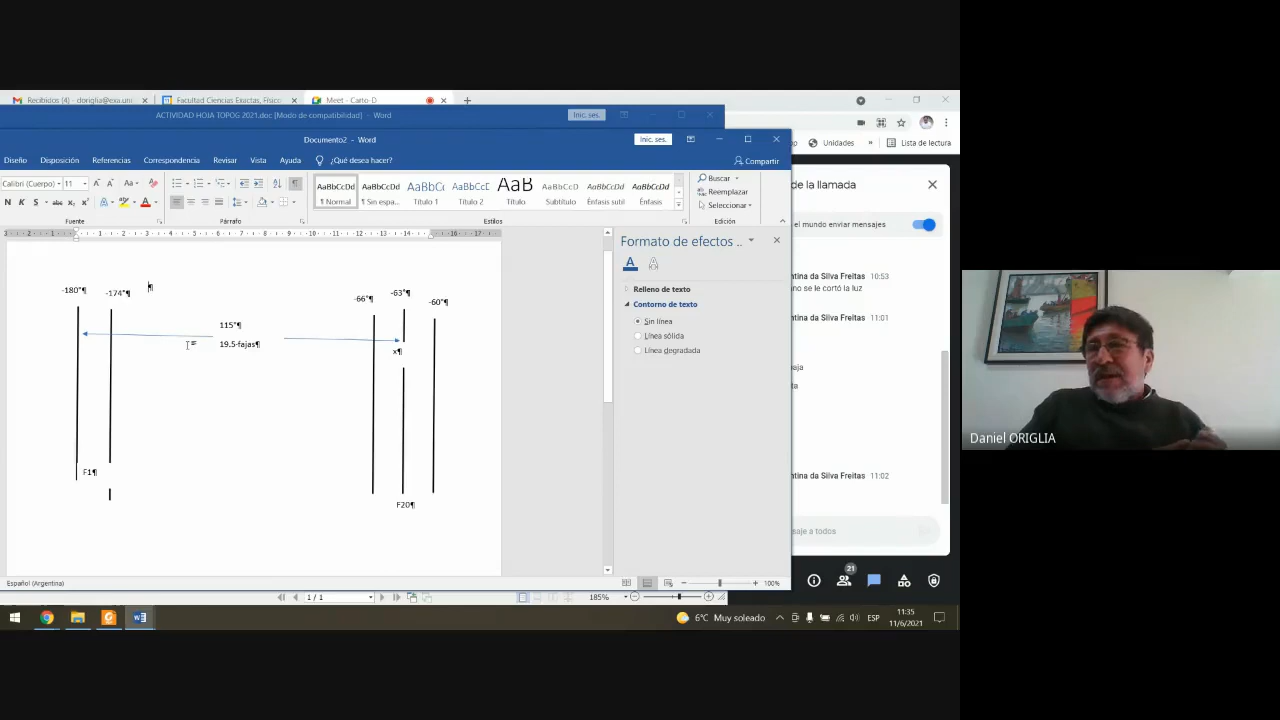 Recibidos (4) - doriglia@exa.un
Facultad Ciencias Exactas, Físic
Meet - Carto-D
ACTIVIDAD HOJA TOPOG 2021.doc [Modo de compatibilidad] - Word
Inic. ses.
Documento2 - Word
Inic. ses.
Unidades
Lista de lectura
Diseño Disposición Referencias Correspondencia Revisar Vista Ayuda ¿Qué desea hacer?
Compartir
Calibri (Cuerpo) 11
Fuente
Párrafo
AaBbCcDd
¶ Normal
AaBbCcDd
¶ Sin espa...
AaBbCc
Título 1
AaBbCcE
Título 2
AaB
Título
AaBbCcD
Subtítulo
AaBbCcDd
Énfasis sutil
AaBbCcDd
Énfasis
Estilos
Buscar
Reemplazar
Seleccionar
Edición
de la llamada
el mundo enviar mensajes
Formato de efectos ..
Relleno de texto
Contorno de texto
Sin línea
Línea sólida
Línea degradada
-180°¶
-174°¶
¶
-66°¶
-63°¶
-60°¶
115°¶
19.5·fajas¶
x¶
F1¶
F20¶
ntina da Silva Freitas 10:53
no se le cortó la luz
ntina da Silva Freitas 11:01
aja
ntina da Silva Freitas 11:02
saje a todos
21
Español (Argentina)
100%
1 / 1
185%
6°C Muy soleado
ESP
11:35
11/6/2021
Daniel ORIGLIA